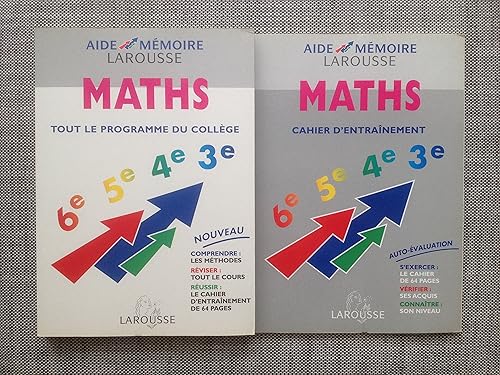 AIDE MÉMOIRE
LAROUSSE
MATHS
TOUT LE PROGRAMME DU COLLÈGE
6e 5e 4e 3e
NOUVEAU
COMPRENDRE :
LES MÉTHODES
RÉVISER :
TOUT LE COURS
RÉUSSIR :
LE CAHIER
D'ENTRAÎNEMENT
DE 64 PAGES
LAROUSSE
AIDE MÉMOIRE
LAROUSSE
MATHS
CAHIER D'ENTRAÎNEMENT
6e 5e 4e 3e
AUTO-ÉVALUATION
S'EXERCER :
LE CAHIER
DE 64 PAGES
VÉRIFIER :
SES ACQUIS
CONNAÎTRE :
SON NIVEAU
LAROUSSE